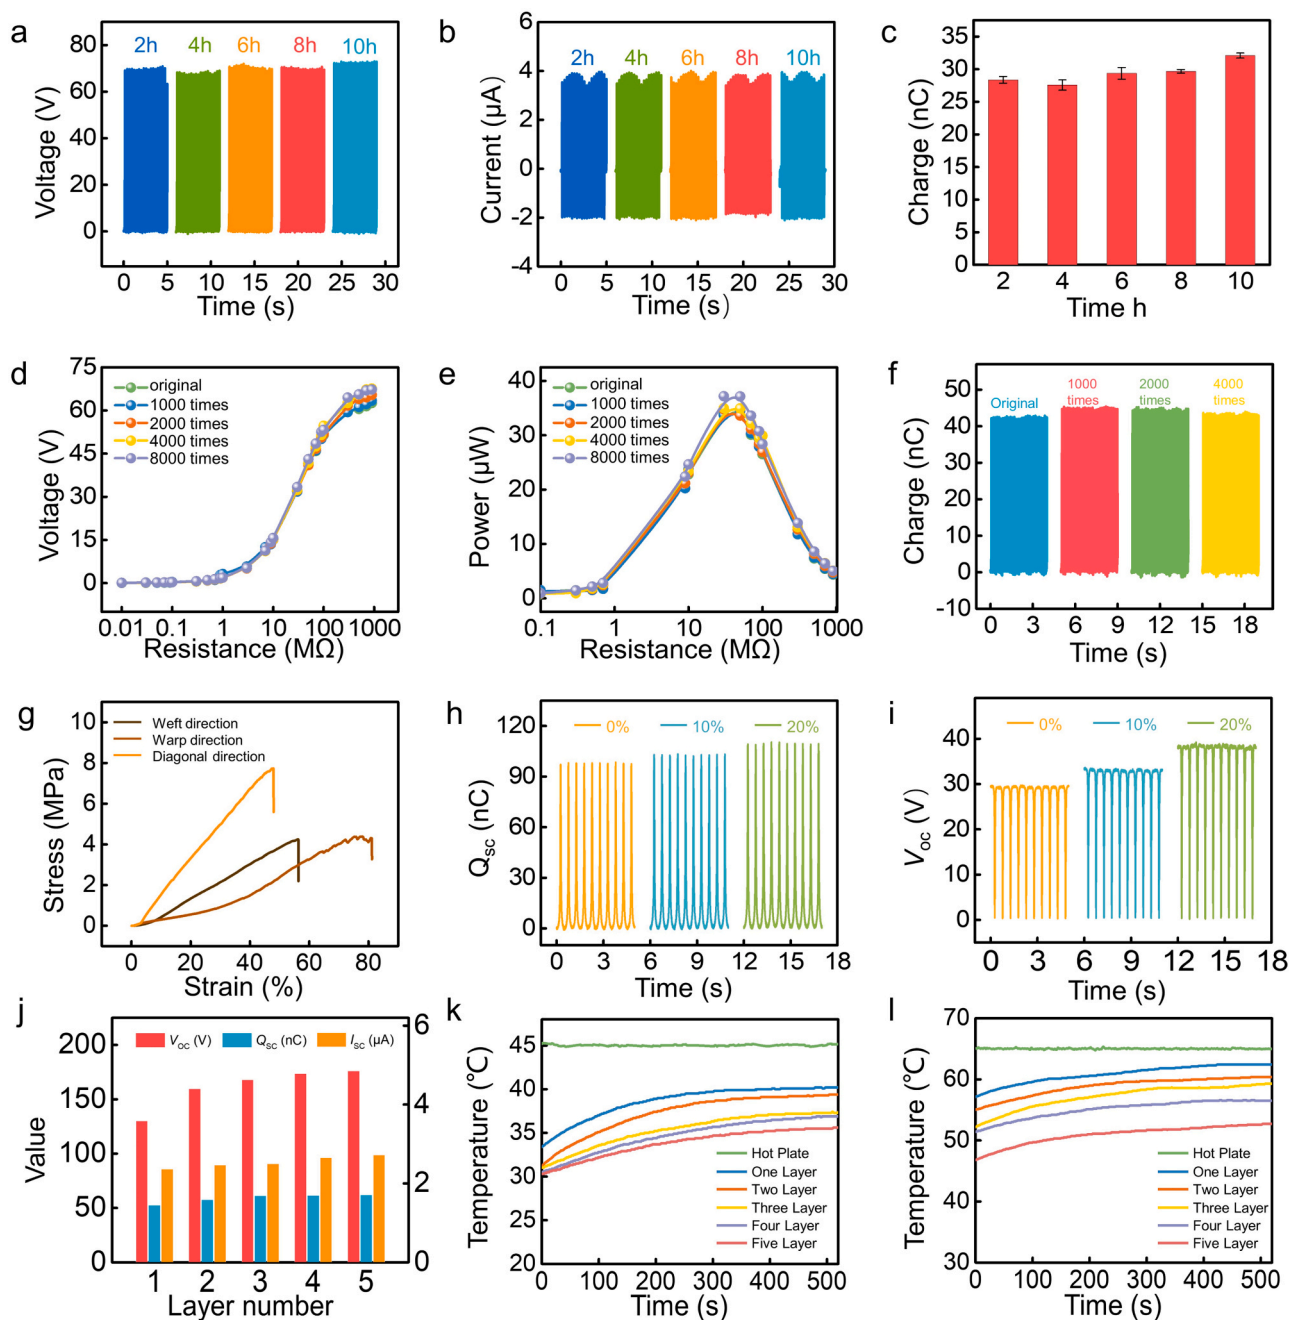 a
80
60
40
20
0
Voltage (V)
2h
4h
6h
8h
10h
0 5 10 15 20 25 30
Time (s)
b
6
4
2
0
-2
-4
Current (μA)
2h
4h
6h
8h
10h
0 5 10 15 20 25 30
Time (s)
c
35
30
25
20
15
10
5
0
Charge (nC)
2 4 6 8 10
Time h
d
75
60
45
30
15
0
Voltage (V)
original
1000 times
2000 times
4000 times
8000 times
0.01 0.1 1 10 100 1000
Resistance (MΩ)
e
40
30
20
10
0
Power (μW)
original
1000 times
2000 times
4000 times
8000 times
0.1 1 10 100 1000
Resistance (MΩ)
f
50
40
30
20
10
0
-10
Charge (nC)
Original
1000
times
2000
times
4000
times
0 3 6 9 12 15 18
Time (s)
g
10
8
6
4
2
0
Stress (MPa)
Weft direction
Warp direction
Diagonal direction
0 20 40 60 80
Strain (%)
h
120
90
60
30
0
Qsc (nC)
0%
10%
20%
0 3 6 9 12 15 18
Time (s)
i
40
30
20
10
0
Voc (V)
0%
10%
20%
0 3 6 9 12 15 18
Time (s)
j
200
150
100
50
0
Value
Voc (V)
Qsc (nC)
Isc (μA)
6
4
2
0
1 2 3 4 5
Layer number
k
45
40
35
30
25
20
Temperature (℃)
Hot Plate
One Layer
Two Layer
Three Layer
Four Layer
Five Layer
0 100 200 300 400 500
Time (s)
l
70
60
50
40
30
Temperature (℃)
Hot Plate
One Layer
Two Layer
Three Layer
Four Layer
Five Layer
0 100 200 300 400 500
Time (s)